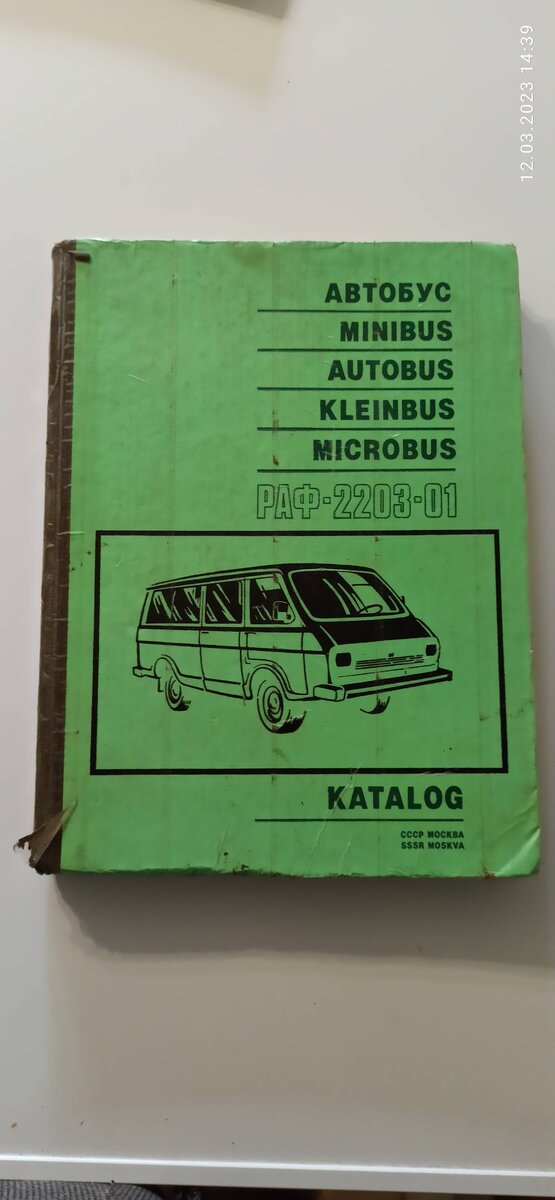 12.03.2023 14:39
АВТОБУС
MINIBUS
AUTOBUS
KLEINBUS
MICROBUS
РАФ-2203-01
KATALOG
СССР МОСКВА
SSSR MOSKVA